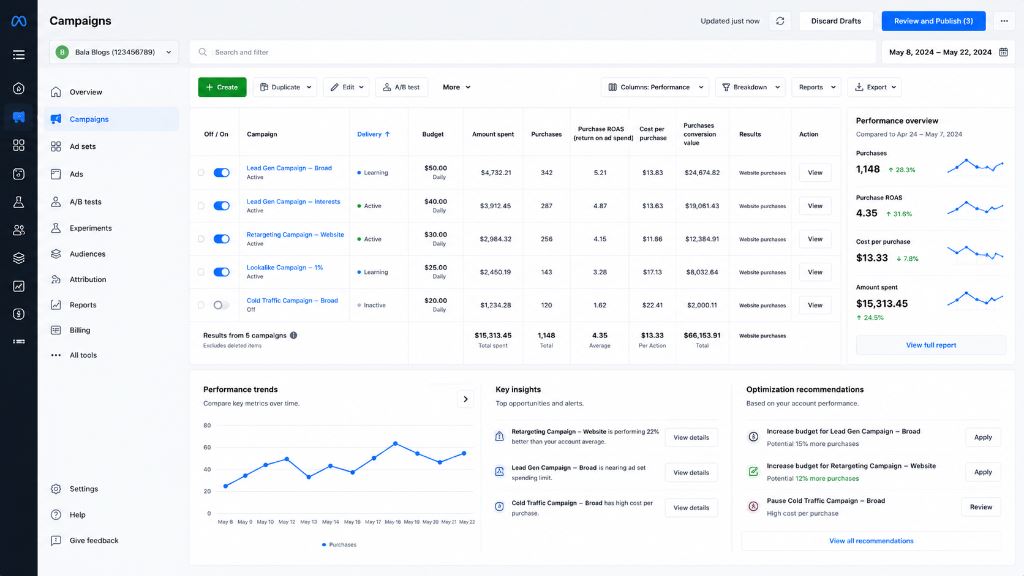 Campaigns
Updated just now
Discard Drafts
Review and Publish (3)
B
Bala Blogs (123456789)
Search and filter
May 8, 2024 – May 22, 2024
Overview
Campaigns
Ad sets
Ads
A/B tests
Experiments
Audiences
Attribution
Reports
Billing
All tools
Settings
Help
Give feedback
+ Create
Duplicate
Edit
A/B test
More
Columns: Performance
Breakdown
Reports
Export
Off / On
Campaign
Delivery ↑
Budget
Amount spent
Purchases
Purchase ROAS
(return on ad spend)
Cost per
purchase
Purchases
conversion
value
Results
Action
Lead Gen Campaign – Broad
Active
Learning
$50.00
Daily
$4,732.21
342
5.21
$13.83
$24,674.82
Website purchases
View
Lead Gen Campaign – Interests
Active
Active
$40.00
Daily
$3,912.45
287
4.87
$13.63
$19,061.43
Website purchases
View
Retargeting Campaign – Website
Active
Active
$30.00
Daily
$2,984.32
256
4.15
$11.66
$12,384.91
Website purchases
View
Lookalike Campaign – 1%
Active
Learning
$25.00
Daily
$2,450.19
143
3.28
$17.13
$8,032.64
Website purchases
View
Cold Traffic Campaign – Broad
Off
Inactive
$20.00
Daily
$1,234.28
120
1.62
$22.41
$2,000.11
Website purchases
View
Results from 5 campaigns
Excludes deleted items
$15,313.45
Total spent
1,148
Total
4.35
Average
$13.33
Per Action
$66,153.91
Total
Website purchases
Performance overview
Compared to Apr 24 – May 7, 2024
Purchases
1,148 ↑ 28.3%
Purchase ROAS
4.35 ↑ 31.6%
Cost per purchase
$13.33 ↓ 7.8%
Amount spent
$15,313.45
↑ 24.5%
View full report
Performance trends
Compare key metrics over time.
80
60
40
20
0
May 8 May 9 May 10 May 12 May 13 May 14 May 16 May 17 May 18 May 19 May 20 May 21 May 22
Purchases
Key insights
Top opportunities and alerts.
Retargeting Campaign – Website is performing 22%
better than your account average.
View details
Lead Gen Campaign – Broad is nearing ad set
spending limit.
View details
Cold Traffic Campaign – Broad has high cost per
purchase.
View details
Optimization recommendations
Based on your account performance.
Increase budget for Lead Gen Campaign – Broad
Potential 15% more purchases
Apply
Increase budget for Retargeting Campaign – Website
Potential 12% more purchases
Apply
Pause Cold Traffic Campaign – Broad
High cost per purchase
Review
View all recommendations